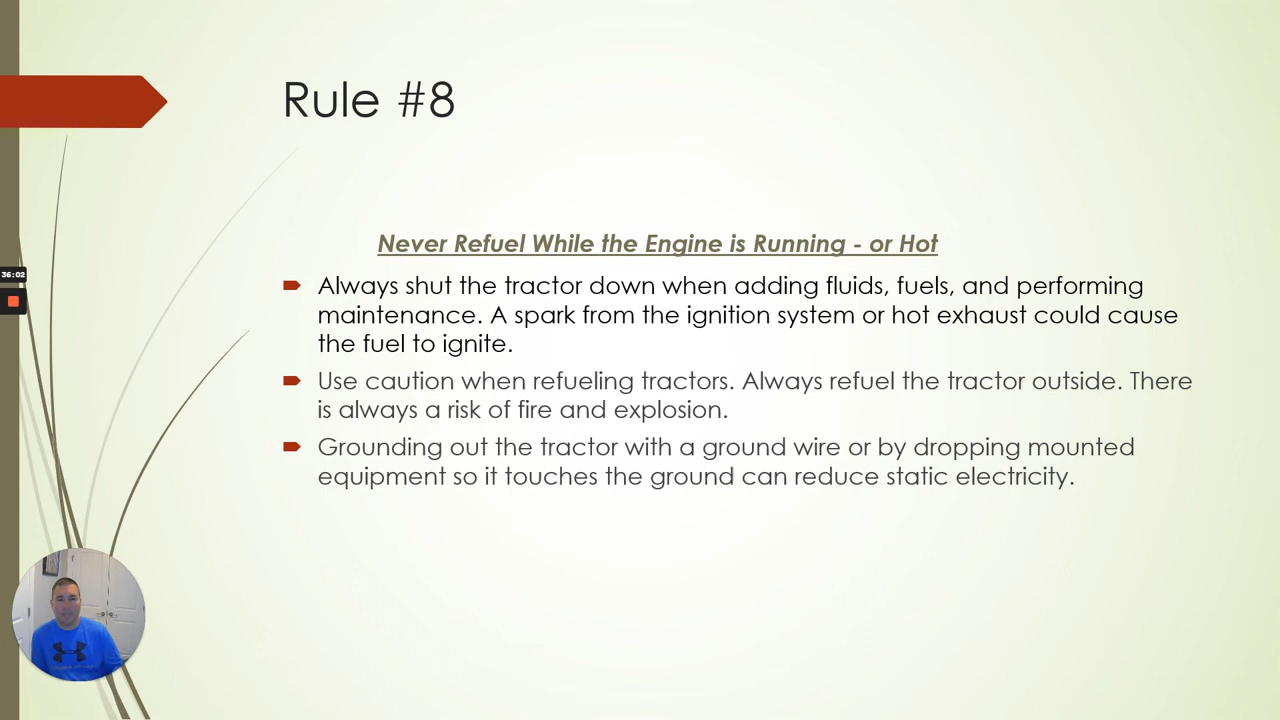 Rule #8
Never Refuel While the Engine is Running - or Hot
Always shut the tractor down when adding fluids, fuels, and performing
maintenance. A spark from the ignition system or hot exhaust could cause
the fuel to ignite.
Use caution when refueling tractors. Always refuel the tractor outside. There
is always a risk of fire and explosion.
Grounding out the tractor with a ground wire or by dropping mounted
equipment so it touches the ground can reduce static electricity.
36:02